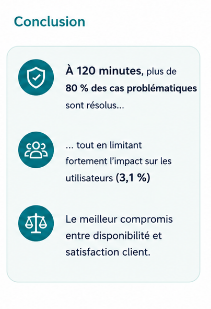 Conclusion
À 120 minutes, plus de
80 % des cas problématiques
sont résolus...
... tout en limitant
fortement l'impact sur les
utilisateurs (3,1 %)
Le meilleur compromis
entre disponibilité et
satisfaction client.